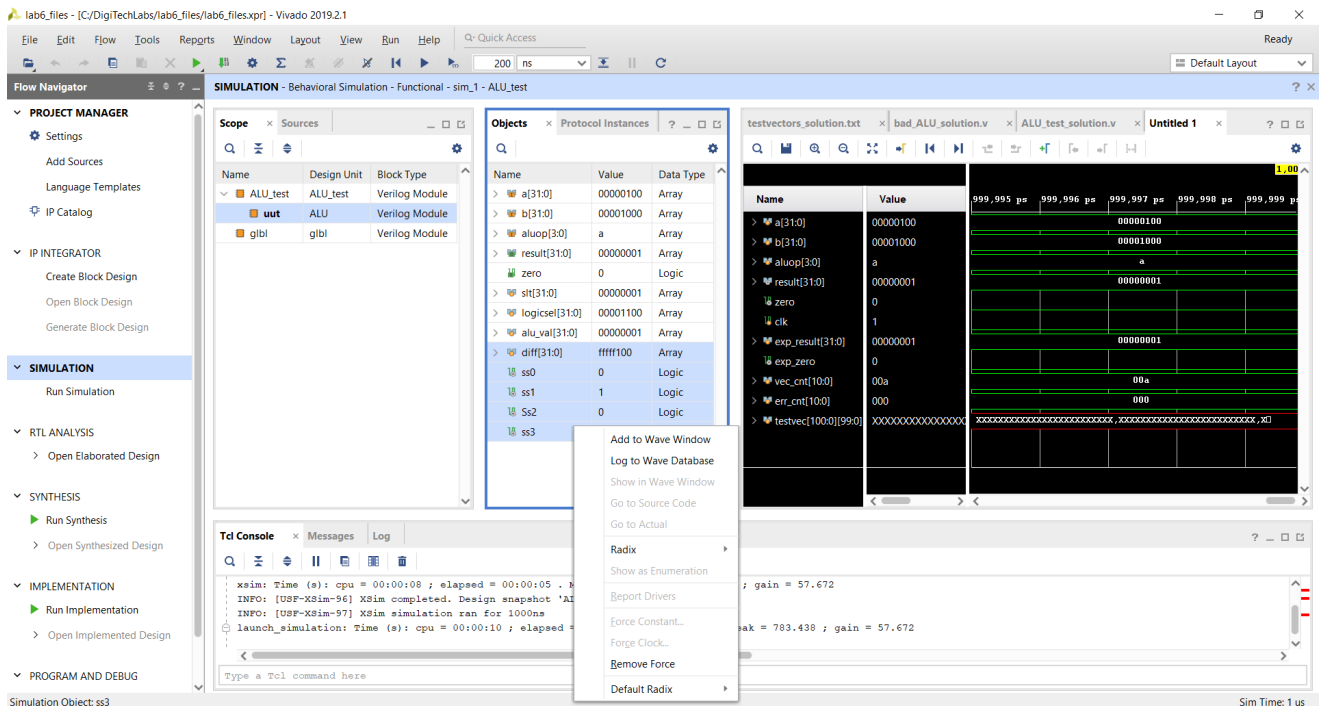 lab6_files - [C:/DigiTechLabs/lab6_files/lab6_files.xpr] - Vivado 2019.2.1
File Edit Flow Tools Reports Window Layout View Run Help Quick Access Ready
200 ns Default Layout
Flow Navigator
PROJECT MANAGER
Settings
Add Sources
Language Templates
IP Catalog
IP INTEGRATOR
Create Block Design
Open Block Design
Generate Block Design
SIMULATION
Run Simulation
RTL ANALYSIS
Open Elaborated Design
SYNTHESIS
Run Synthesis
Open Synthesized Design
IMPLEMENTATION
Run Implementation
Open Implemented Design
PROGRAM AND DEBUG
SIMULATION - Behavioral Simulation - Functional - sim_1 - ALU_test
Scope Sources
Name Design Unit Block Type
ALU_test ALU_test Verilog Module
uut ALU Verilog Module
glbl glbl Verilog Module
Objects Protocol Instances
Name Value Data Type
a[31:0] 00000100 Array
b[31:0] 00001000 Array
aluop[3:0] a Array
result[31:0] 00000001 Array
zero 0 Logic
slt[31:0] 00000001 Array
logicsel[31:0] 00001100 Array
alu_val[31:0] 00000001 Array
diff[31:0] fffff100 Array
ss0 0 Logic
ss1 1 Logic
Ss2 0 Logic
ss3
Add to Wave Window
Log to Wave Database
Show in Wave Window
Go to Source Code
Go to Actual
Radix
Show as Enumeration
Report Drivers
Force Constant...
Force Clock...
Remove Force
Default Radix
testvectors_solution.txt bad_ALU_solution.v ALU_test_solution.v Untitled 1
1,00
Name Value 999,995 ps 999,996 ps 999,997 ps 999,998 ps 999,999 ps
a[31:0] 00000100 00000100
b[31:0] 00001000 00001000
aluop[3:0] a a
result[31:0] 00000001 00000001
zero 0
clk 1
exp_result[31:0] 00000001 00000001
exp_zero 0
vec_cnt[10:0] 00a 00a
err_cnt[10:0] 000 000
testvec[100:0][99:0]
Tcl Console Messages Log
xsim: Time (s): cpu = 00:00:08 ; elapsed = 00:00:05 . ; gain = 57.672
INFO: [USF-XSim-96] XSim completed. Design snapshot
INFO: [USF-XSim-97] XSim simulation ran for 1000ns
launch_simulation: Time (s): cpu = 00:00:10 ; elapsed = ak = 783.438 ; gain = 57.672
Type a Tcl command here
Simulation Object: ss3 Sim Time: 1 us